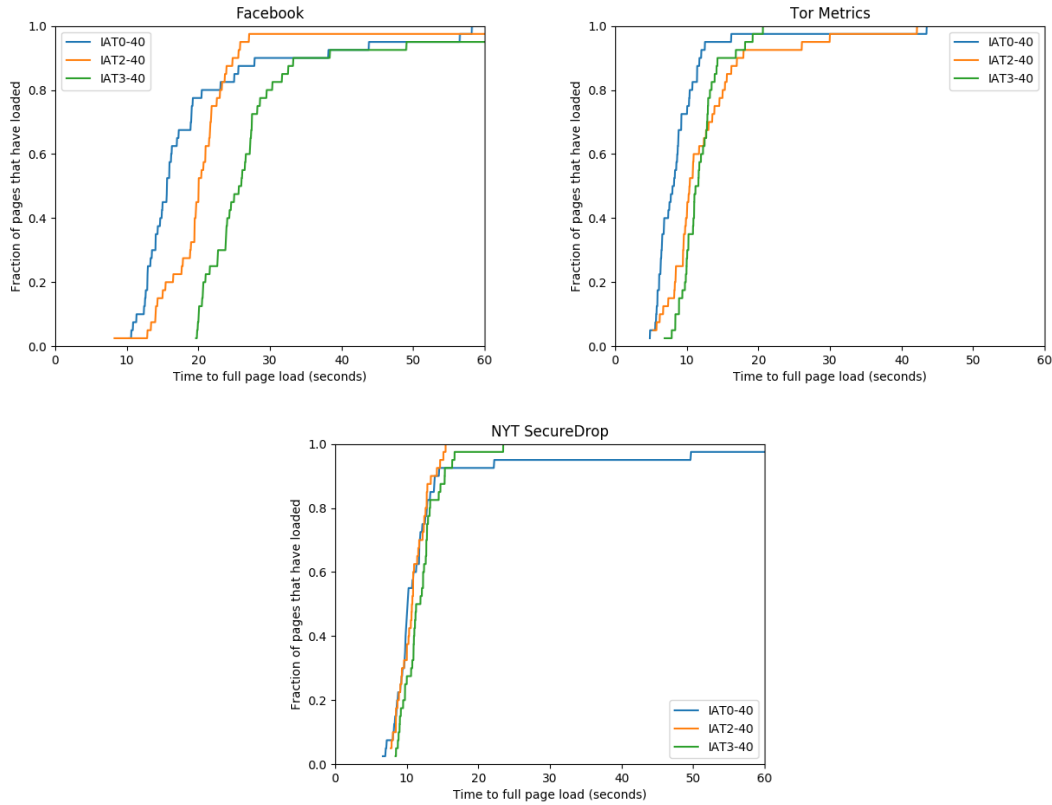 Facebook
Fraction of pages that have loaded
1.0
0.8
0.6
0.4
0.2
0.0
IAT0-40
IAT2-40
IAT3-40
0 10 20 30 40 50 60
Time to full page load (seconds)
Tor Metrics
Fraction of pages that have loaded
1.0
0.8
0.6
0.4
0.2
0.0
IAT0-40
IAT2-40
IAT3-40
0 10 20 30 40 50 60
Time to full page load (seconds)
NYT SecureDrop
Fraction of pages that have loaded
1.0
0.8
0.6
0.4
0.2
0.0
IAT0-40
IAT2-40
IAT3-40
0 10 20 30 40 50 60
Time to full page load (seconds)